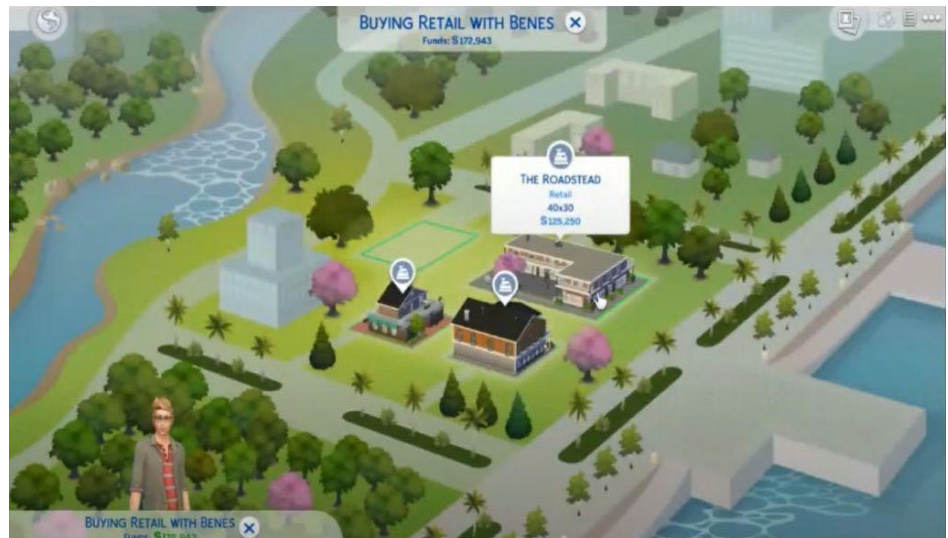 BUYING RETAIL WITH BENES
Funds: §172,943
THE ROADSTEAD
Retail
40x30
§125,250
BUYING RETAIL WITH BENES